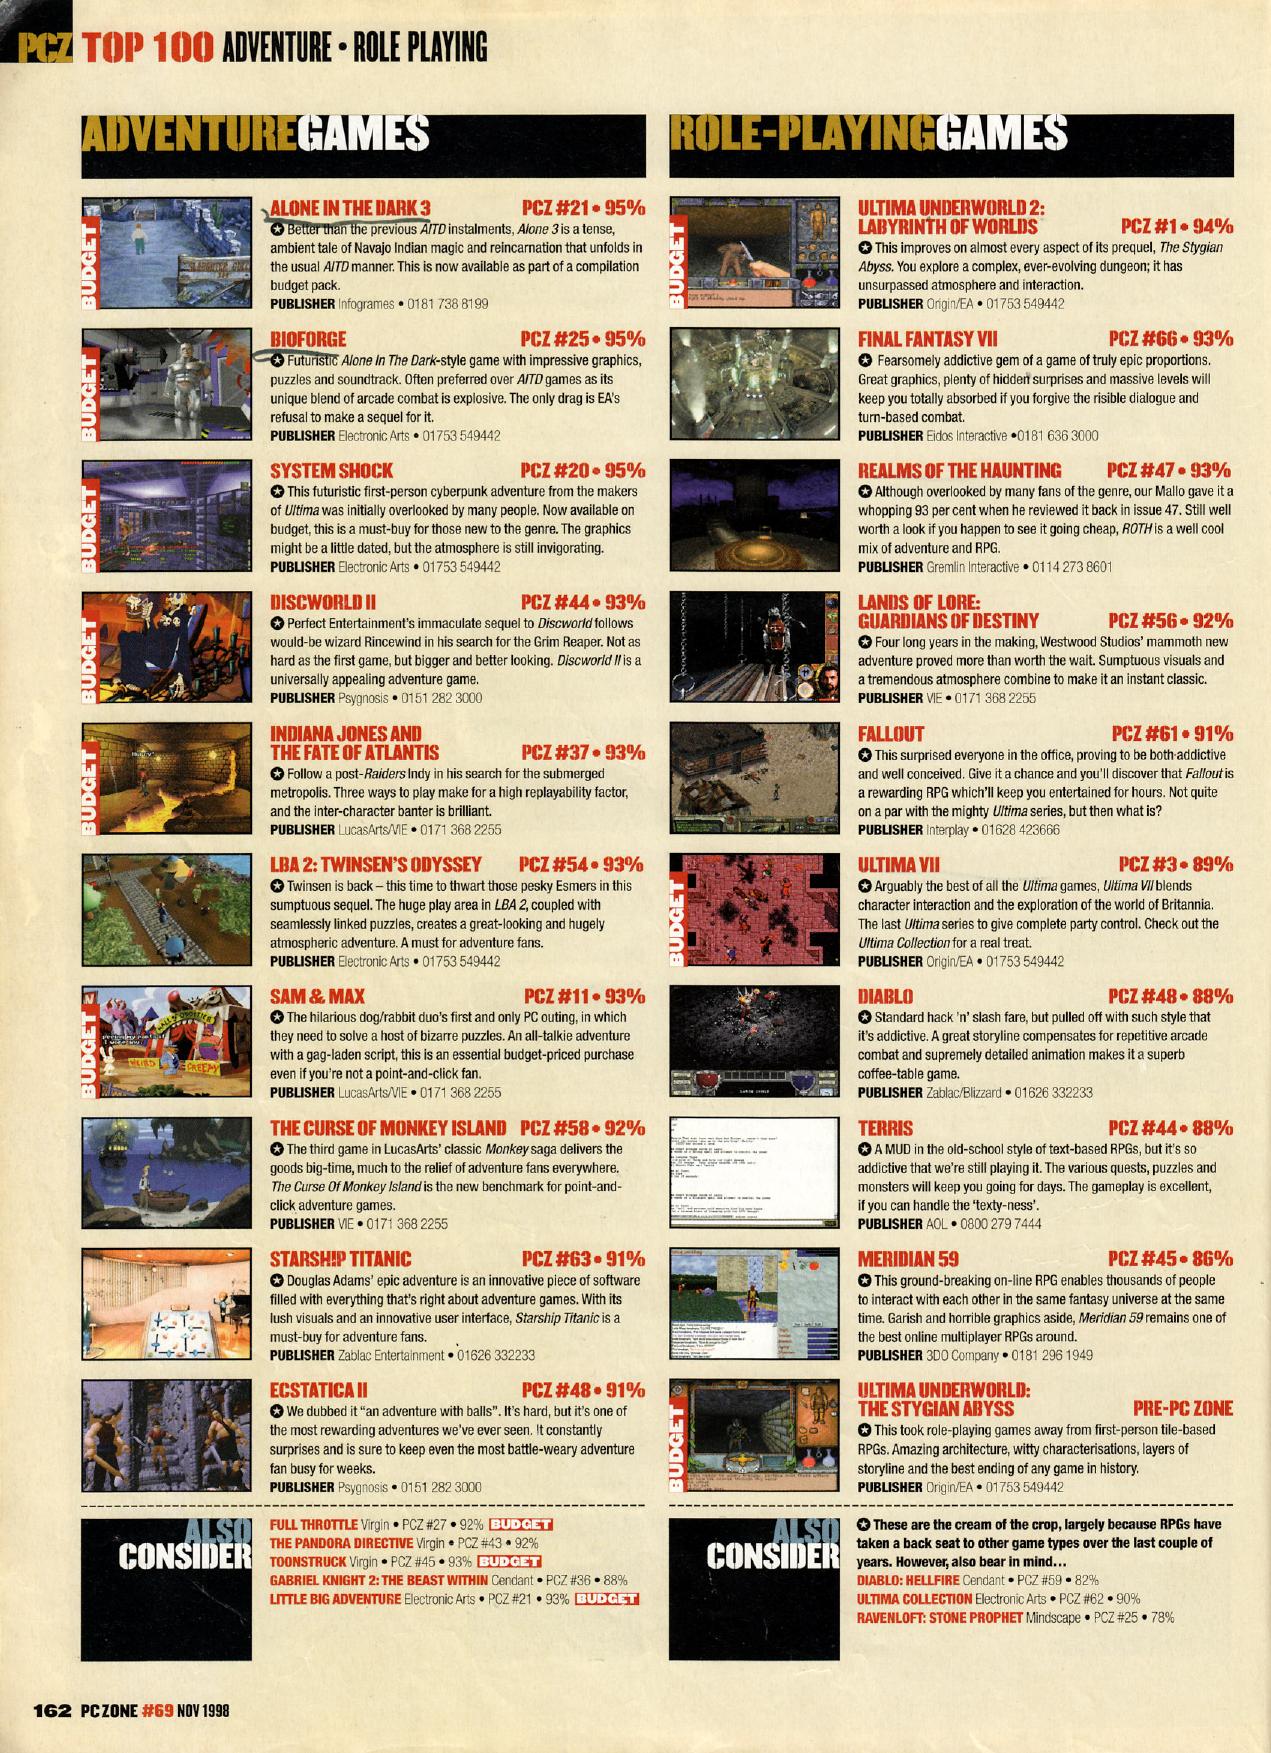 PCZ TOP 100 ADVENTURE • ROLE PLAYING
ADVENTUREGAMES
BUDGET
ALONE IN THE DARK 3 PCZ #21 • 95%
Better than the previous AITD instalments, Alone 3 is a tense,
ambient tale of Navajo Indian magic and reincarnation that unfolds in
the usual AITD manner. This is now available as part of a compilation
budget pack.
PUBLISHER Infogrames • 0181 738 8199
BUDGET
BIOFORGE PCZ #25 • 95%
Futuristic Alone In The Dark-style game with impressive graphics,
puzzles and soundtrack. Often preferred over AITD games as its
unique blend of arcade combat is explosive. The only drag is EA's
refusal to make a sequel for it.
PUBLISHER Electronic Arts • 01753 549442
BUDGET
SYSTEM SHOCK PCZ #20 • 95%
This futuristic first-person cyberpunk adventure from the makers
of Ultima was initially overlooked by many people. Now available on
budget, this is a must-buy for those new to the genre. The graphics
might be a little dated, but the atmosphere is still invigorating.
PUBLISHER Electronic Arts • 01753 549442
BUDGET
DISCWORLD II PCZ #44 • 93%
Perfect Entertainment's immaculate sequel to Discworld follows
would-be wizard Rincewind in his search for the Grim Reaper. Not as
hard as the first game, but bigger and better looking. Discworld II is a
universally appealing adventure game.
PUBLISHER Psygnosis • 0151 282 3000
BUDGET
INDIANA JONES AND
THE FATE OF ATLANTIS PCZ #37 • 93%
Follow a post-Raiders Indy in his search for the submerged
metropolis. Three ways to play make for a high replayability factor,
and the inter-character banter is brilliant.
PUBLISHER LucasArts/VIE • 0171 368 2255
LBA 2: TWINSEN'S ODYSSEY PCZ #54 • 93%
Twinsen is back – this time to thwart those pesky Esmers in this
sumptuous sequel. The huge play area in LBA 2, coupled with
seamlessly linked puzzles, creates a great-looking and hugely
atmospheric adventure. A must for adventure fans.
PUBLISHER Electronic Arts • 01753 549442
BUDGET
SAM & MAX PCZ #11 • 93%
The hilarious dog/rabbit duo's first and only PC outing, in which
they need to solve a host of bizarre puzzles. An all-talkie adventure
with a gag-laden script, this is an essential budget-priced purchase
even if you're not a point-and-click fan.
PUBLISHER LucasArts/VIE • 0171 368 2255
THE CURSE OF MONKEY ISLAND PCZ #58 • 92%
The third game in LucasArts' classic Monkey saga delivers the
goods big-time, much to the relief of adventure fans everywhere.
The Curse Of Monkey Island is the new benchmark for point-and-
click adventure games.
PUBLISHER VIE • 0171 368 2255
STARSHIP TITANIC PCZ #63 • 91%
Douglas Adams' epic adventure is an innovative piece of software
filled with everything that's right about adventure games. With its
lush visuals and an innovative user interface, Starship Titanic is a
must-buy for adventure fans.
PUBLISHER Zablac Entertainment • 01626 332233
ECSTATICA II PCZ #48 • 91%
We dubbed it "an adventure with balls". It's hard, but it's one of
the most rewarding adventures we've ever seen. It constantly
surprises and is sure to keep even the most battle-weary adventure
fan busy for weeks.
PUBLISHER Psygnosis • 0151 282 3000
ALSO
CONSIDER
FULL THROTTLE Virgin • PCZ #27 • 92% BUDGET
THE PANDORA DIRECTIVE Virgin • PCZ #43 • 92%
TOONSTRUCK Virgin • PCZ #45 • 93% BUDGET
GABRIEL KNIGHT 2: THE BEAST WITHIN Cendant • PCZ #36 • 88%
LITTLE BIG ADVENTURE Electronic Arts • PCZ #21 • 93% BUDGET
ROLE-PLAYINGGAMES
BUDGET
ULTIMA UNDERWORLD 2:
LABYRINTH OF WORLDS PCZ #1 • 94%
This improves on almost every aspect of its prequel, The Stygian
Abyss. You explore a complex, ever-evolving dungeon; it has
unsurpassed atmosphere and interaction.
PUBLISHER Origin/EA • 01753 549442
FINAL FANTASY VII PCZ #66 • 93%
Fearsomely addictive gem of a game of truly epic proportions.
Great graphics, plenty of hidden surprises and massive levels will
keep you totally absorbed if you forgive the risible dialogue and
turn-based combat.
PUBLISHER Eidos Interactive •0181 636 3000
REALMS OF THE HAUNTING PCZ #47 • 93%
Although overlooked by many fans of the genre, our Mallo gave it a
whopping 93 per cent when he reviewed it back in issue 47. Still well
worth a look if you happen to see it going cheap, ROTH is a well cool
mix of adventure and RPG.
PUBLISHER Gremlin Interactive • 0114 273 8601
LANDS OF LORE:
GUARDIANS OF DESTINY PCZ #56 • 92%
Four long years in the making, Westwood Studios' mammoth new
adventure proved more than worth the wait. Sumptuous visuals and
a tremendous atmosphere combine to make it an instant classic.
PUBLISHER VIE • 0171 368 2255
FALLOUT PCZ #61 • 91%
This surprised everyone in the office, proving to be both addictive
and well conceived. Give it a chance and you'll discover that Fallout is
a rewarding RPG which'll keep you entertained for hours. Not quite
on a par with the mighty Ultima series, but then what is?
PUBLISHER Interplay • 01628 423666
BUDGET
ULTIMA VII PCZ #3 • 89%
Arguably the best of all the Ultima games, Ultima VII blends
character interaction and the exploration of the world of Britannia.
The last Ultima series to give complete party control. Check out the
Ultima Collection for a real treat.
PUBLISHER Origin/EA • 01753 549442
DIABLO PCZ #48 • 88%
Standard hack 'n' slash fare, but pulled off with such style that
it's addictive. A great storyline compensates for repetitive arcade
combat and supremely detailed animation makes it a superb
coffee-table game.
PUBLISHER Zablac/Blizzard • 01626 332233
TERRIS PCZ #44 • 88%
A MUD in the old-school style of text-based RPGs, but it's so
addictive that we're still playing it. The various quests, puzzles and
monsters will keep you going for days. The gameplay is excellent,
if you can handle the 'texty-ness'.
PUBLISHER AOL • 0800 279 7444
MERIDIAN 59 PCZ #45 • 86%
This ground-breaking on-line RPG enables thousands of people
to interact with each other in the same fantasy universe at the same
time. Garish and horrible graphics aside, Meridian 59 remains one of
the best online multiplayer RPGs around.
PUBLISHER 3DO Company • 0181 296 1949
BUDGET
ULTIMA UNDERWORLD:
THE STYGIAN ABYSS PRE-PC ZONE
This took role-playing games away from first-person tile-based
RPGs. Amazing architecture, witty characterisations, layers of
storyline and the best ending of any game in history.
PUBLISHER Origin/EA • 01753 549442
ALSO
CONSIDER
These are the cream of the crop, largely because RPGs have
taken a back seat to other game types over the last couple of
years. However, also bear in mind...
DIABLO: HELLFIRE Cendant • PCZ #59 • 82%
ULTIMA COLLECTION Electronic Arts • PCZ #62 • 90%
RAVENLOFT: STONE PROPHET Mindscape • PCZ #25 • 78%
162 PC ZONE #69 NOV 1998